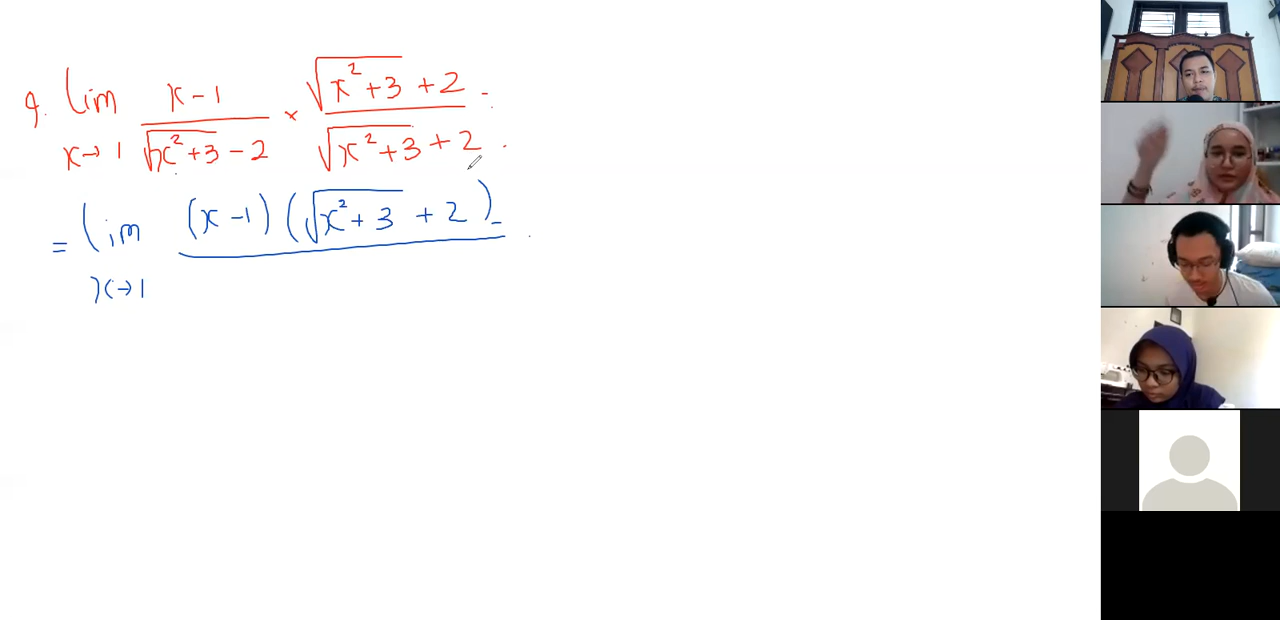 9. lim x→1 (x-1)/(√(x²+3) - 2) × (√(x²+3) + 2)/(√(x²+3) + 2)
= lim x→1 (x-1)(√(x²+3) + 2)